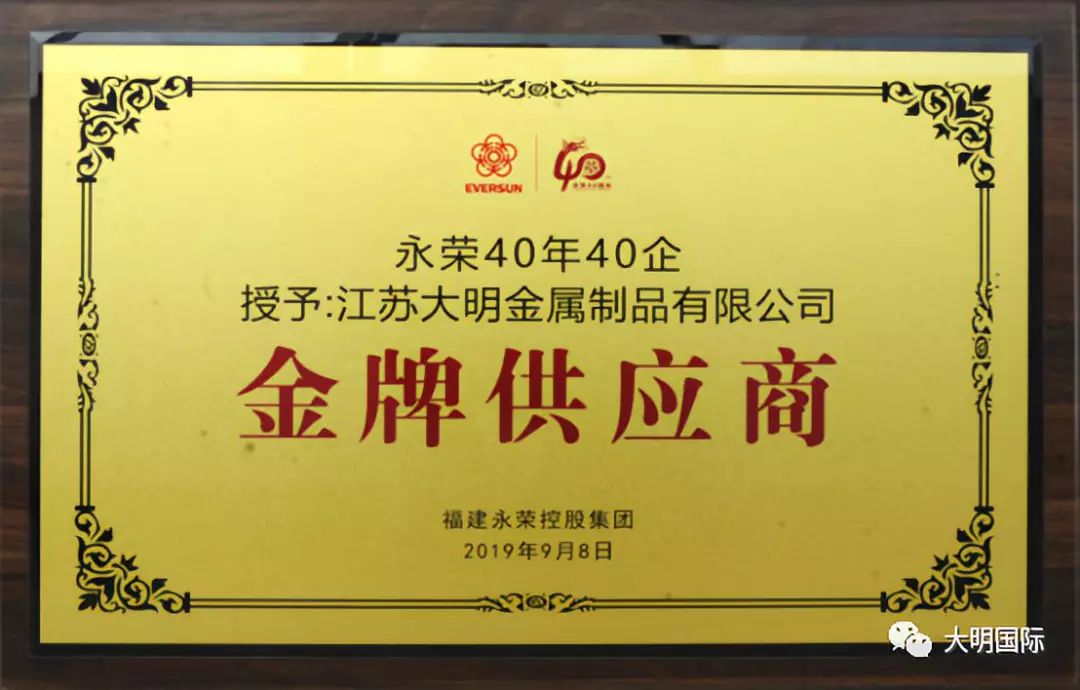 EVERSUN
永荣40年40企
授予:江苏大明金属制品有限公司
金牌供应商
福建永荣控股集团
2019年9月8日
大明国际